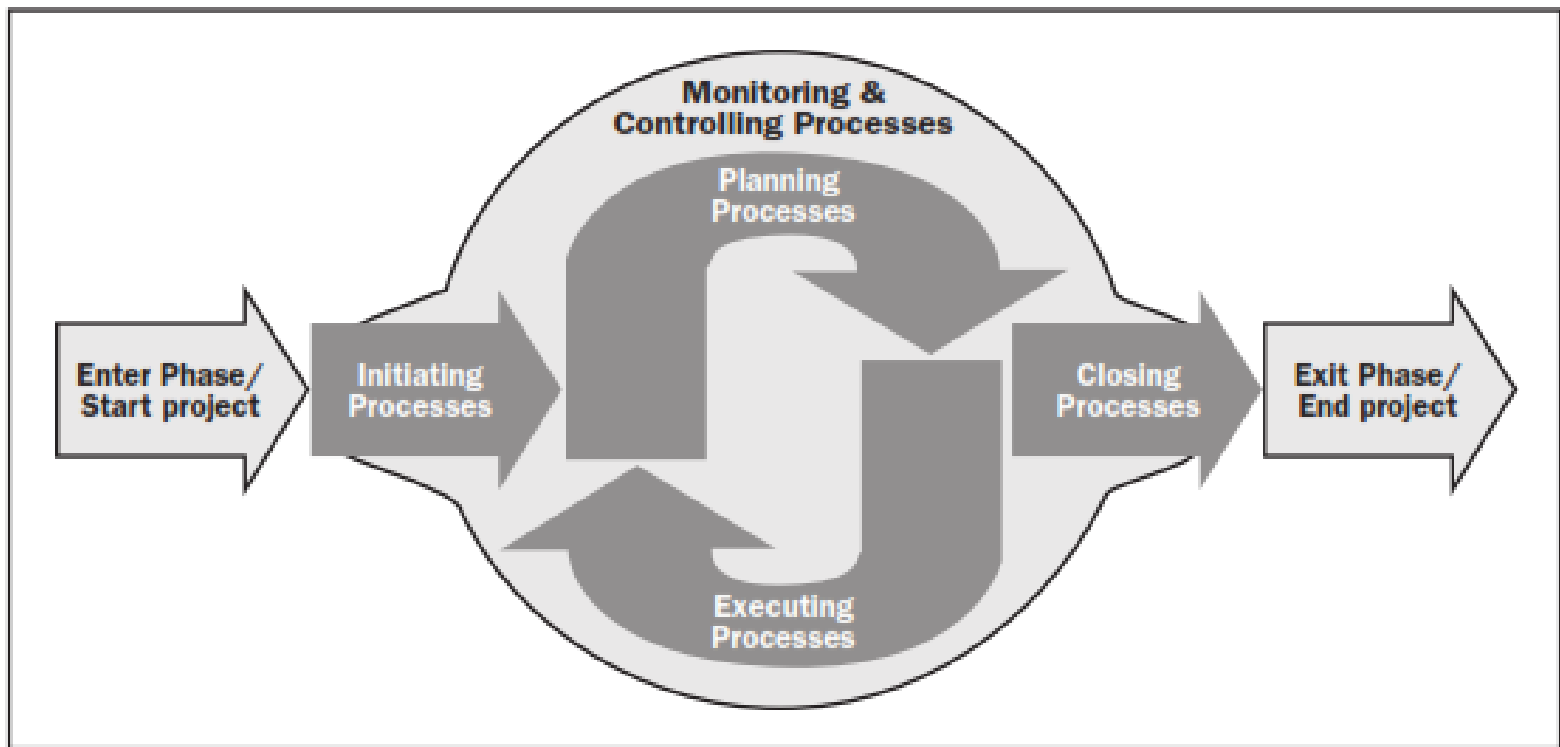 Monitoring &
Controlling Processes
Planning
Processes
Enter Phase/
Start project
Initiating
Processes
Closing
Processes
Exit Phase/
End project
Executing
Processes